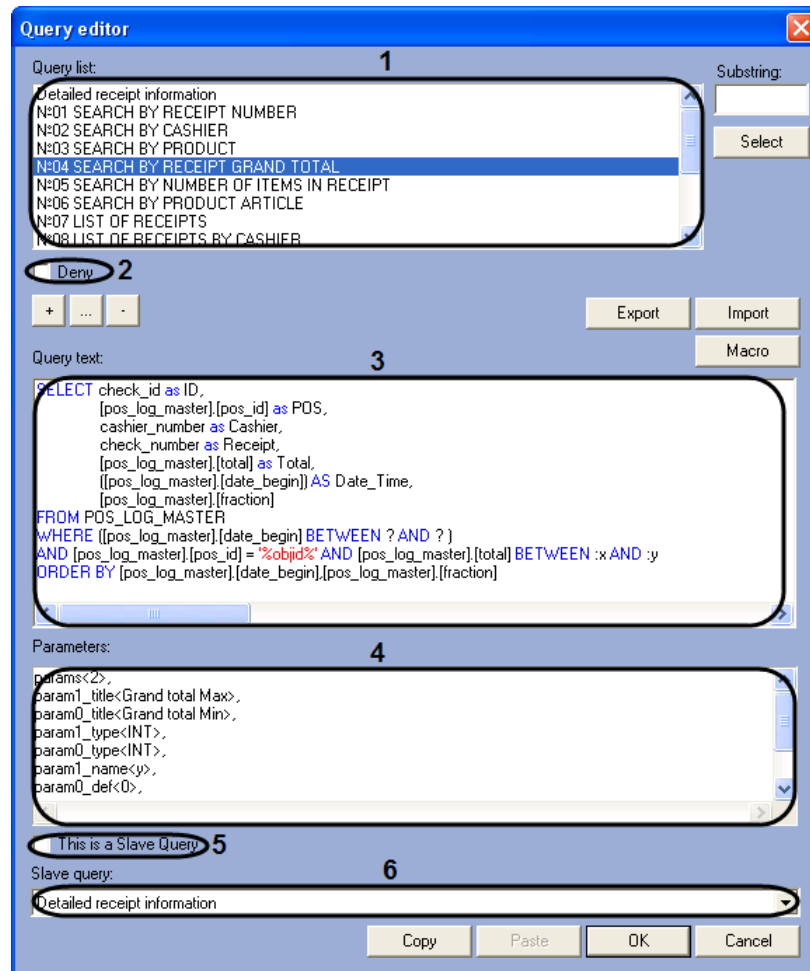 Query editor
Query list:
1
Substring:
Detailed receipt information
№01 SEARCH BY RECEIPT NUMBER
№02 SEARCH BY CASHIER
№03 SEARCH BY PRODUCT
Select
№04 SEARCH BY RECEIPT GRAND TOTAL
№05 SEARCH BY NUMBER OF ITEMS IN RECEIPT
№06 SEARCH BY PRODUCT ARTICLE
№07 LIST OF RECEIPTS
№08 LIST OF RECEIPTS BY CASHIER
Deny
2
+ ... -
Export
Import
Macro
Query text:
3
SELECT check_id as ID,
[pos_log_master].[pos_id] as POS,
cashier_number as Cashier,
check_number as Receipt,
[pos_log_master].[total] as Total,
([pos_log_master].[date_begin]) AS Date_Time,
[pos_log_master].[fraction]
FROM POS_LOG_MASTER
WHERE ([pos_log_master].[date_begin] BETWEEN ? AND ? )
AND [pos_log_master].[pos_id] = '%objid%' AND [pos_log_master].[total] BETWEEN :x AND :y
ORDER BY [pos_log_master].[date_begin],[pos_log_master].[fraction]
Parameters:
4
params<2>,
param1_title<Grand total Max>,
param0_title<Grand total Min>,
param1_type<INT>,
param0_type<INT>,
param1_name<y>,
param0_def<0>,
This is a Slave Query
5
Slave query:
6
Detailed receipt information
Copy
Paste
OK
Cancel